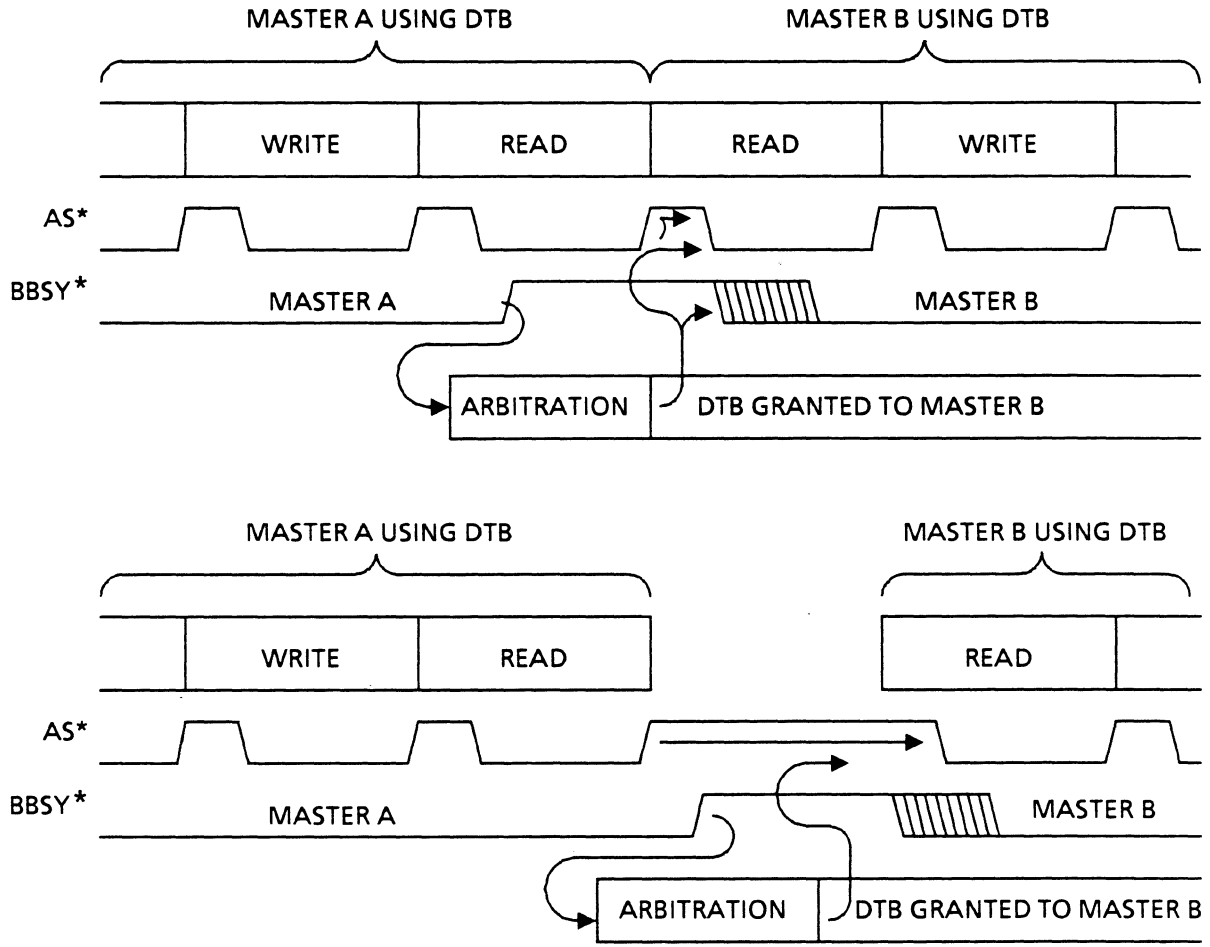 MASTER A USING DTB MASTER B USING DTB
WRITE READ READ WRITE
AS*
BBSY* MASTER A MASTER B
ARBITRATION DTB GRANTED TO MASTER B
MASTER A USING DTB MASTER B USING DTB
WRITE READ READ
AS*
BBSY* MASTER A MASTER B
ARBITRATION DTB GRANTED TO MASTER B